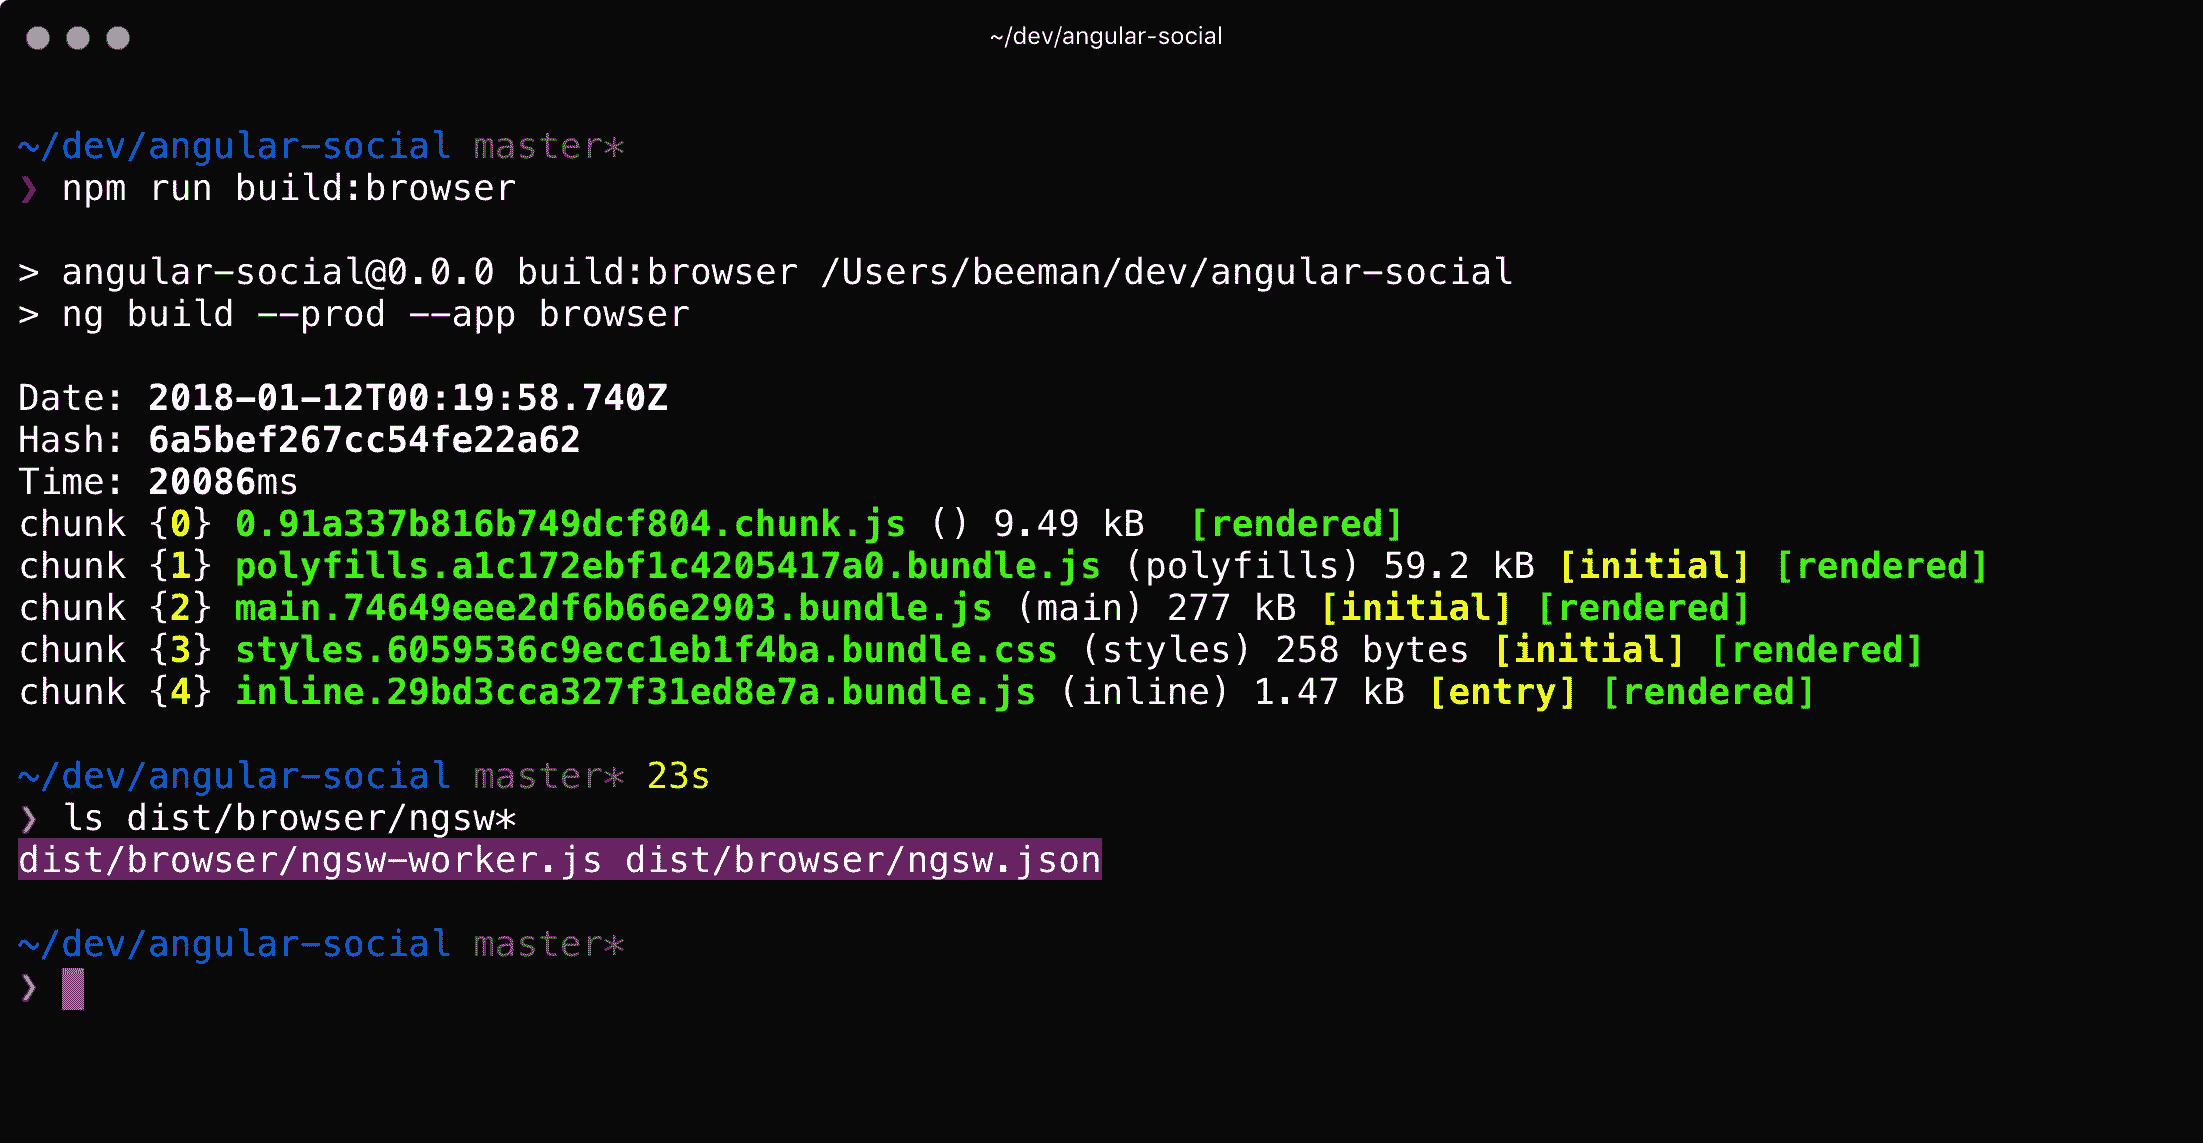 ~/dev/angular-social
~/dev/angular-social master*
❯ npm run build:browser
> angular-social@0.0.0 build:browser /Users/beeman/dev/angular-social
> ng build --prod --app browser
Date: 2018-01-12T00:19:58.740Z
Hash: 6a5bef267cc54fe22a62
Time: 20086ms
chunk {0} 0.91a337b816b749dcf804.chunk.js () 9.49 kB  [rendered]
chunk {1} polyfills.a1c172ebf1c4205417a0.bundle.js (polyfills) 59.2 kB [initial] [rendered]
chunk {2} main.74649eee2df6b66e2903.bundle.js (main) 277 kB [initial] [rendered]
chunk {3} styles.6059536c9ecc1eb1f4ba.bundle.css (styles) 258 bytes [initial] [rendered]
chunk {4} inline.29bd3cca327f31ed8e7a.bundle.js (inline) 1.47 kB [entry] [rendered]
~/dev/angular-social master* 23s
❯ ls dist/browser/ngsw*
dist/browser/ngsw-worker.js dist/browser/ngsw.json
~/dev/angular-social master*
❯